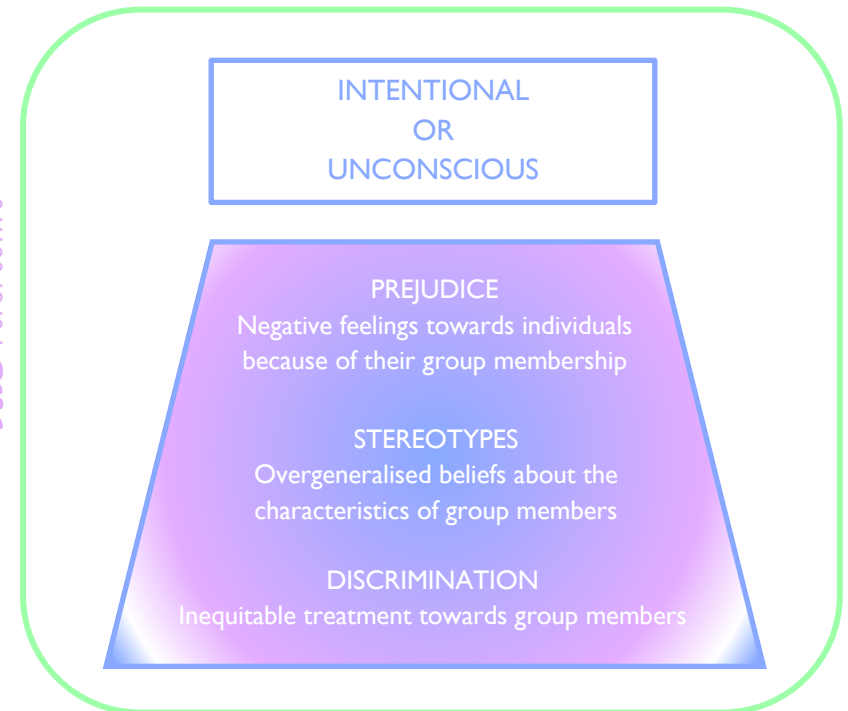 INTENTIONAL
OR
UNCONSCIOUS
PREJUDICE
Negative feelings towards individuals
because of their group membership
STEREOTYPES
Overgeneralised beliefs about the
characteristics of group members
DISCRIMINATION
Inequitable treatment towards group members